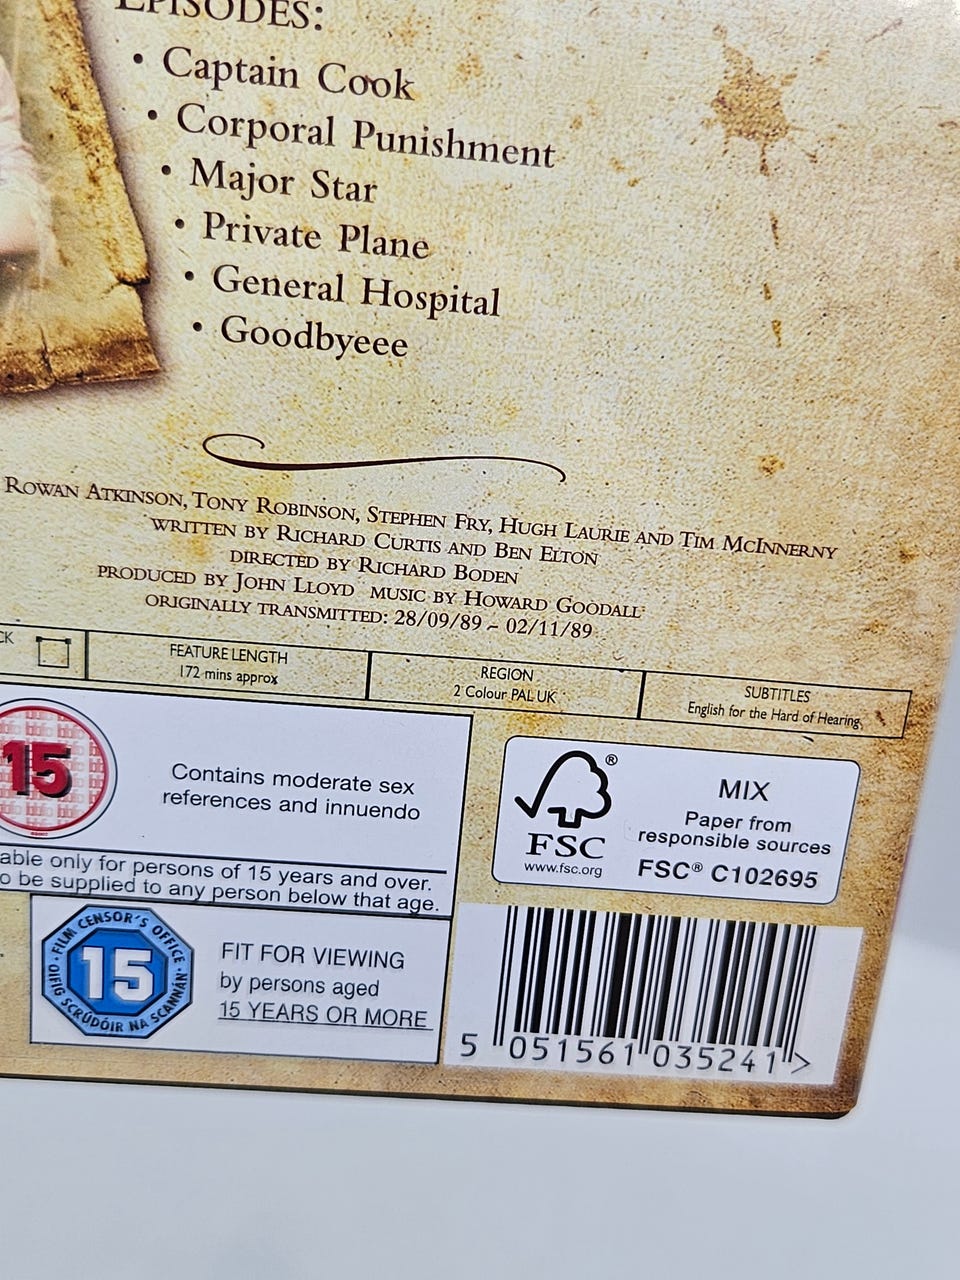 EPISODES:
• Captain Cook
• Corporal Punishment
• Major Star
• Private Plane
• General Hospital
• Goodbyeee
ROWAN ATKINSON, TONY ROBINSON, STEPHEN FRY, HUGH LAURIE AND TIM MCINNERNY
WRITTEN BY RICHARD CURTIS AND BEN ELTON
DIRECTED BY RICHARD BODEN
PRODUCED BY JOHN LLOYD MUSIC BY HOWARD GOODALL
ORIGINALLY TRANSMITTED: 28/09/89 – 02/11/89
CK
FEATURE LENGTH
172 mins approx
REGION
2 Colour PAL UK
SUBTITLES
English for the Hard of Hearing
15
Contains moderate sex
references and innuendo
able only for persons of 15 years and over.
o be supplied to any person below that age.
®
FSC
www.fsc.org
MIX
Paper from
responsible sources
FSC® C102695
FILM CENSOR'S OFFICE
15
OIFIG SCRÚDÓIR NA SCANNÁN
FIT FOR VIEWING
by persons aged
15 YEARS OR MORE
5 051561 035241 >